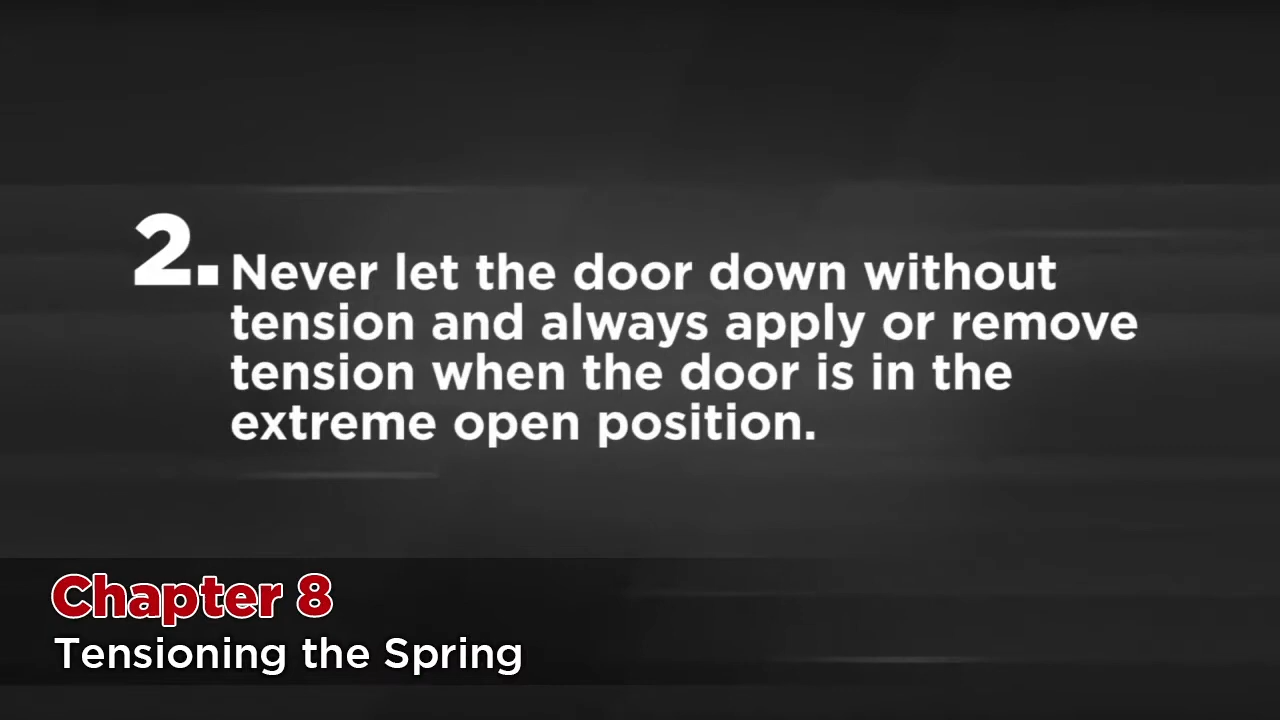 2. Never let the door down without
tension and always apply or remove
tension when the door is in the
extreme open position.
Chapter 8
Tensioning the Spring